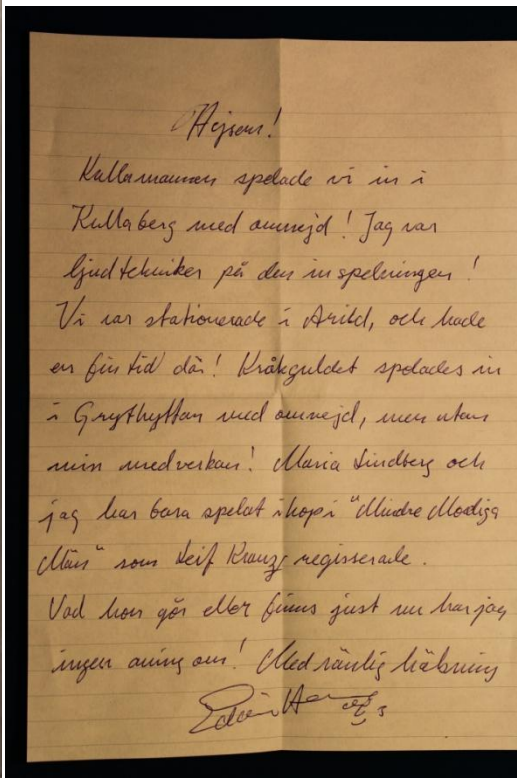 Hejsan!
Kullamannen spelade vi in i
Kullaberg med omnejd! Jag var
ljudtekniker på den inspelningen!
Vi var stationerade i Arild, och hade
en fin tid där! Kråkguldet spelades in
i Grythyttan med omnejd, men utan
min medverkan! Maria Lindberg och
jag har bara spelat ihop i "Mindre Modiga
Män" som Leif Krantz regisserade.
Vad hon gör eller finns just nu har jag
ingen aning om! Med vänlig hälsning